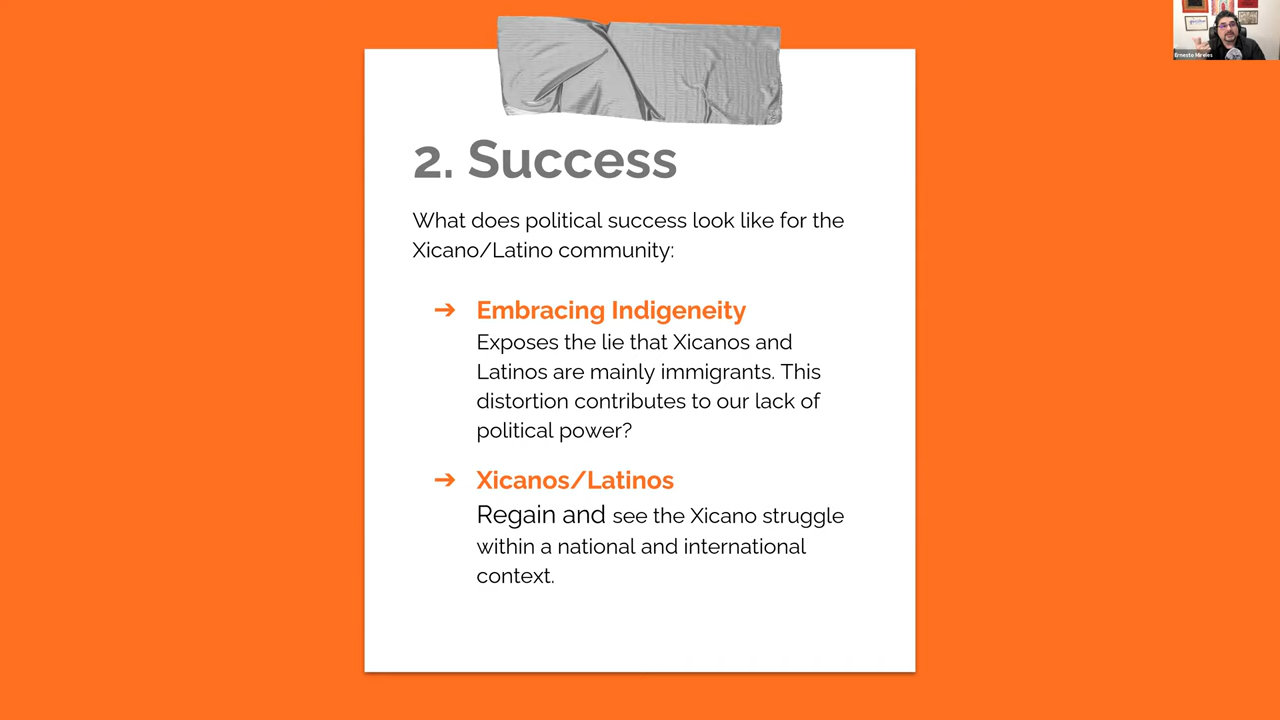 2. Success
What does political success look like for the
Xicano/Latino community:
➔ Embracing Indigeneity
Exposes the lie that Xicanos and
Latinos are mainly immigrants. This
distortion contributes to our lack of
political power?
➔ Xicanos/Latinos
Regain and see the Xicano struggle
within a national and international
context.
Ernesto Mireles